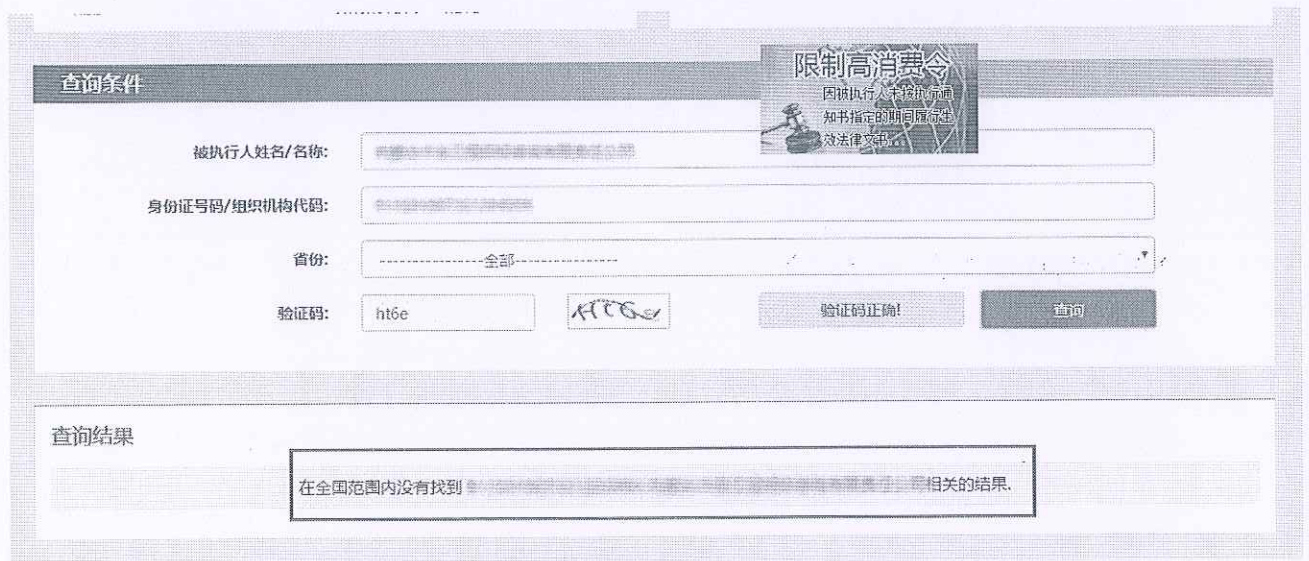 查询条件
限制高消费令
因被执行人未按执行通
知书指定的期间履行生
效法律文书...
被执行人姓名/名称:
身份证号码/组织机构代码:
省份:
-----------------全部-----------------
验证码:
ht6e
验证码正确!
查询
查询结果
在全国范围内没有找到
相关的结果.